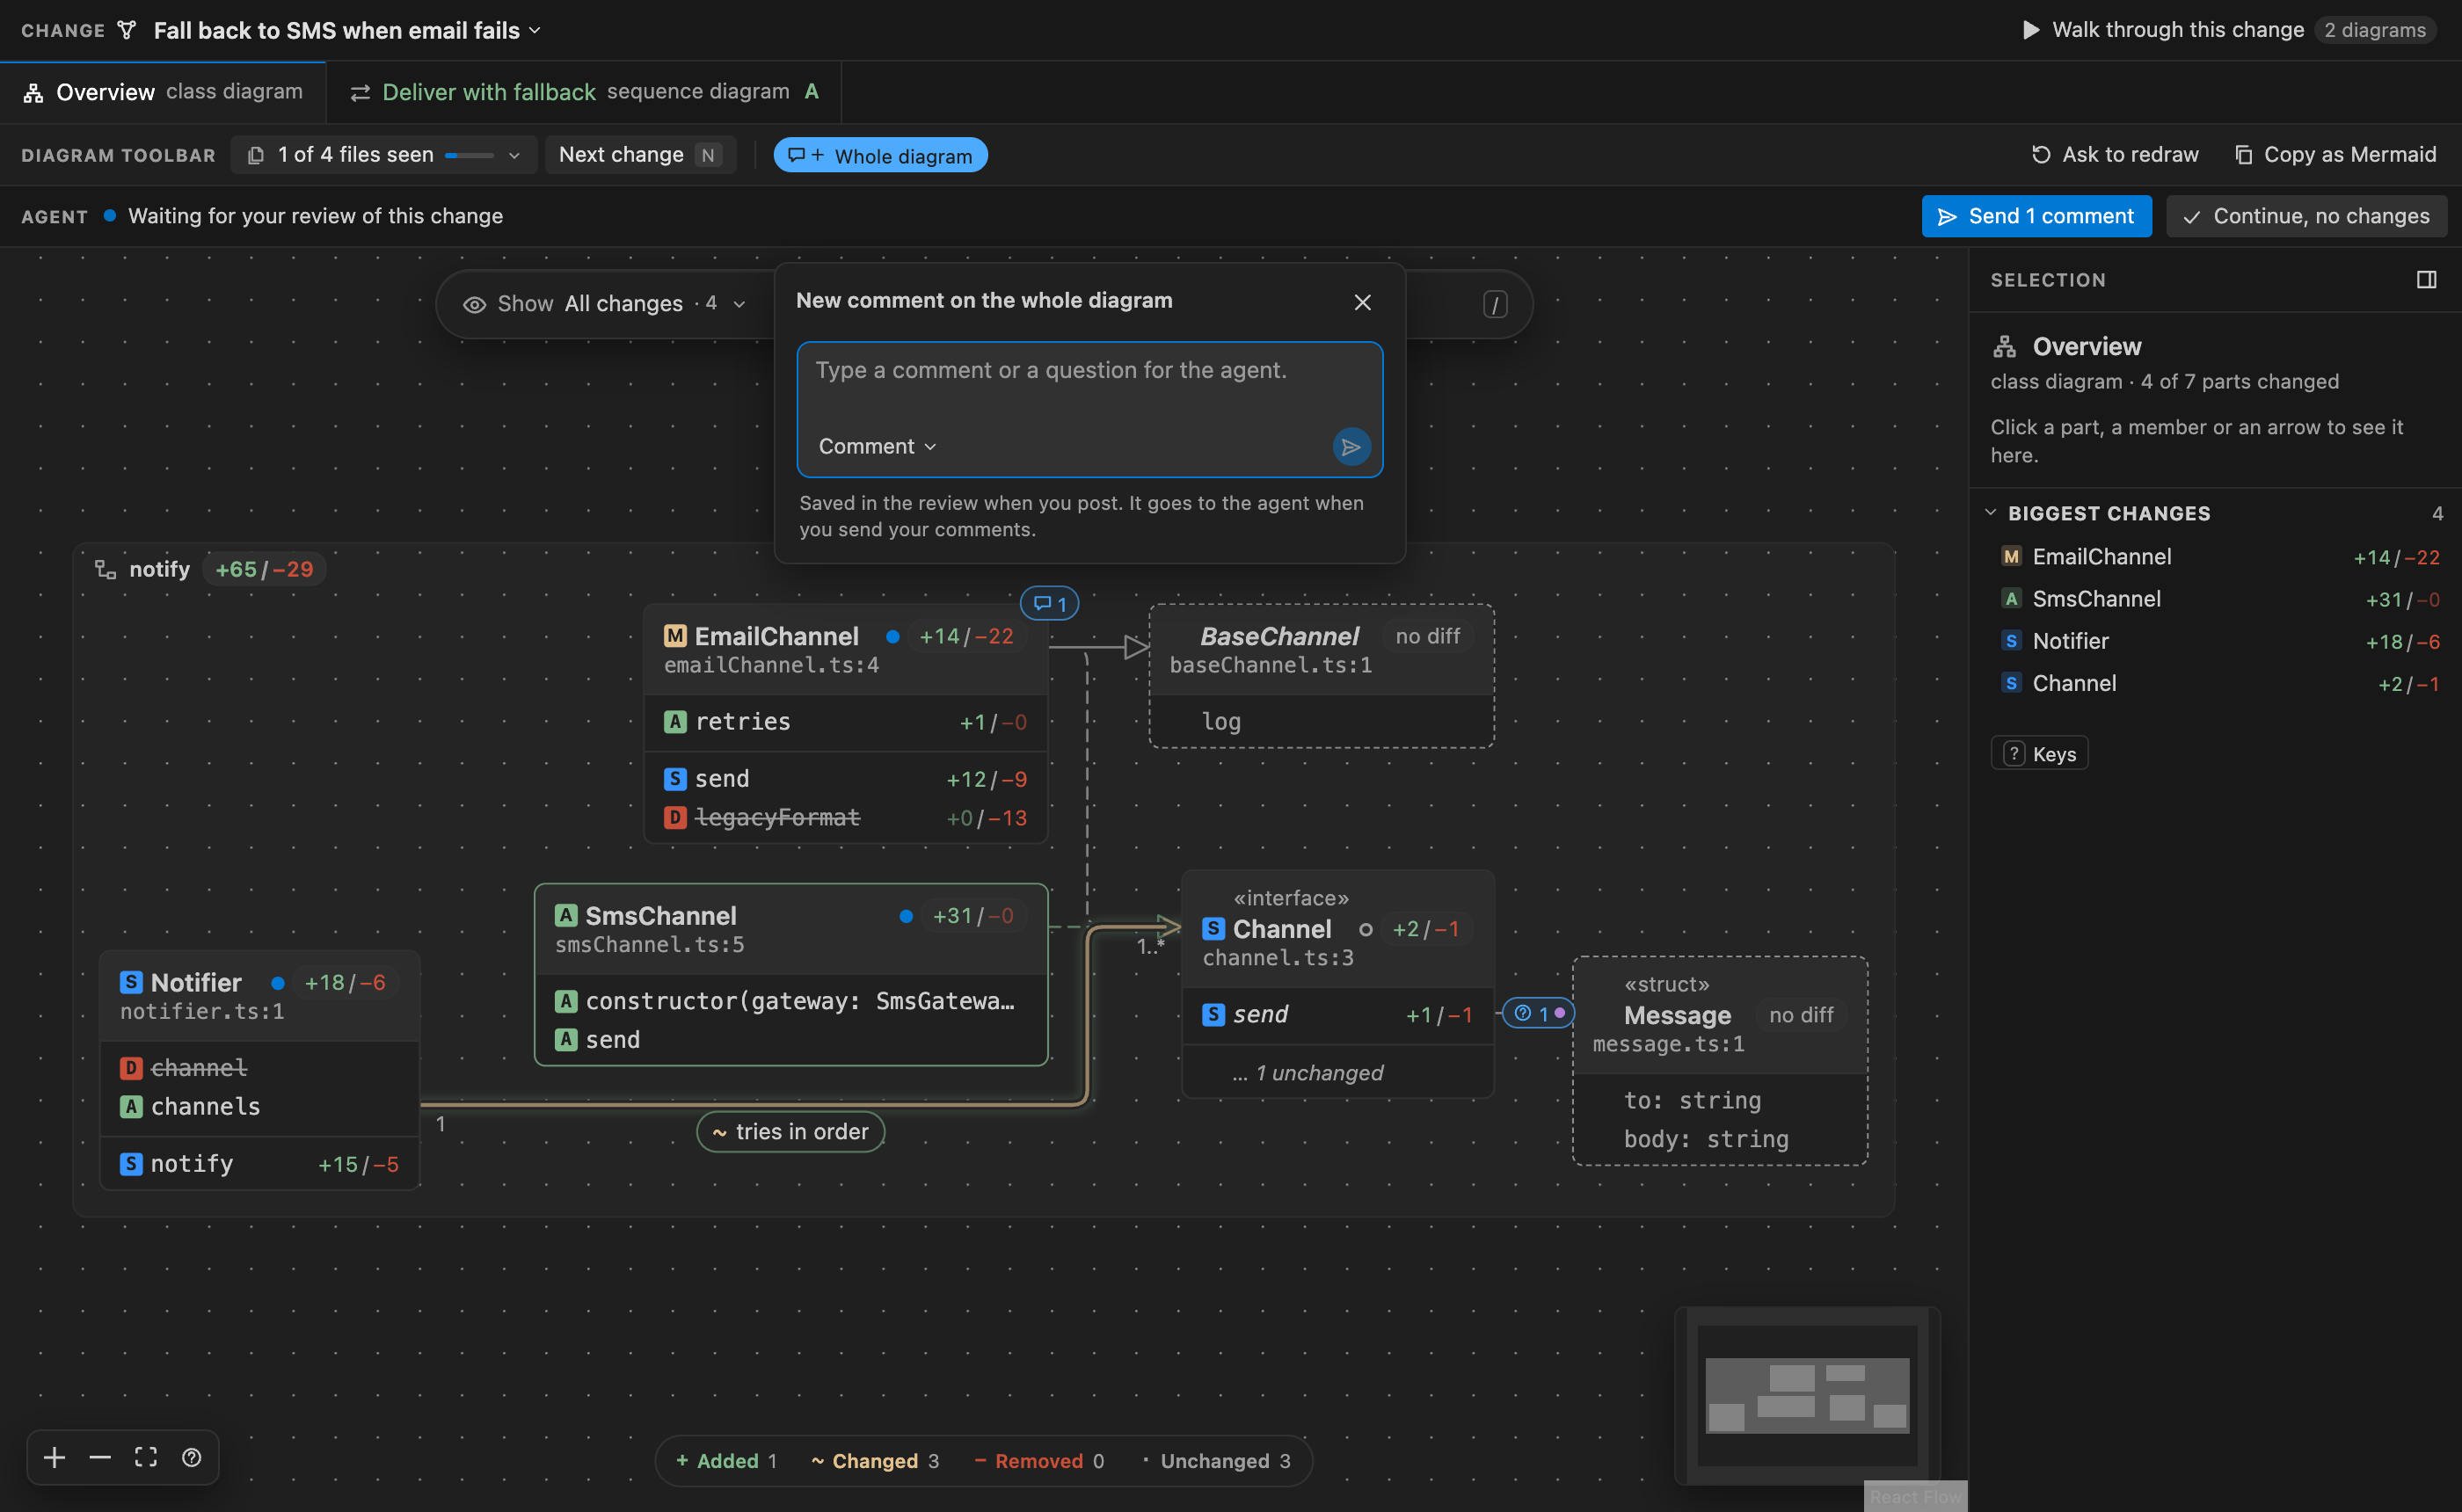 CHANGE Fall back to SMS when email fails
Walk through this change 2 diagrams
Overview class diagram
Deliver with fallback sequence diagram A
DIAGRAM TOOLBAR 1 of 4 files seen Next change N Whole diagram
Ask to redraw Copy as Mermaid
AGENT Waiting for your review of this change
Send 1 comment Continue, no changes
Show All changes · 4
/
New comment on the whole diagram
Type a comment or a question for the agent.
Comment
Saved in the review when you post. It goes to the agent when
you send your comments.
notify +65/−29
1
M EmailChannel +14/−22
emailChannel.ts:4
A retries +1/−0
S send +12/−9
D legacyFormat +0/−13
BaseChannel no diff
baseChannel.ts:1
log
A SmsChannel +31/−0
smsChannel.ts:5
A constructor(gateway: SmsGatewa…
A send
S Notifier +18/−6
notifier.ts:1
D channel
A channels
S notify +15/−5
1
~ tries in order
1..*
«interface»
S Channel +2/−1
channel.ts:3
S send +1/−1
... 1 unchanged
? 1
«struct»
Message no diff
message.ts:1
to: string
body: string
+ Added 1 ~ Changed 3 − Removed 0 · Unchanged 3
React Flow
SELECTION
Overview
class diagram · 4 of 7 parts changed
Click a part, a member or an arrow to see it
here.
BIGGEST CHANGES 4
M EmailChannel +14/−22
A SmsChannel +31/−0
S Notifier +18/−6
S Channel +2/−1
? Keys